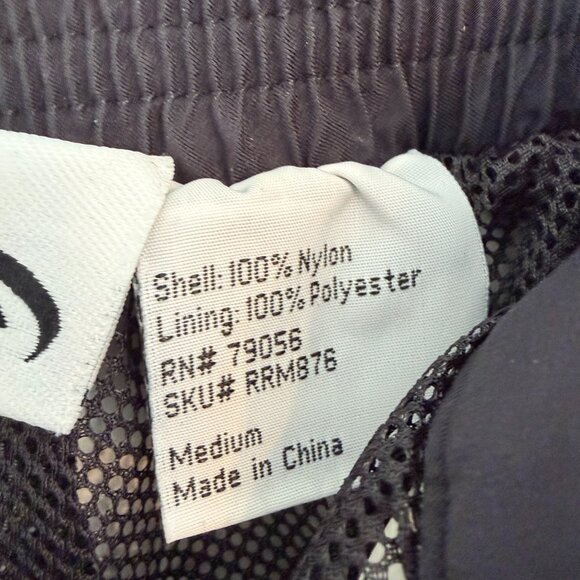 Shell: 100% Nylon
Lining: 100% Polyester
RN# 79056
SKU# RRM876
Medium
Made in China